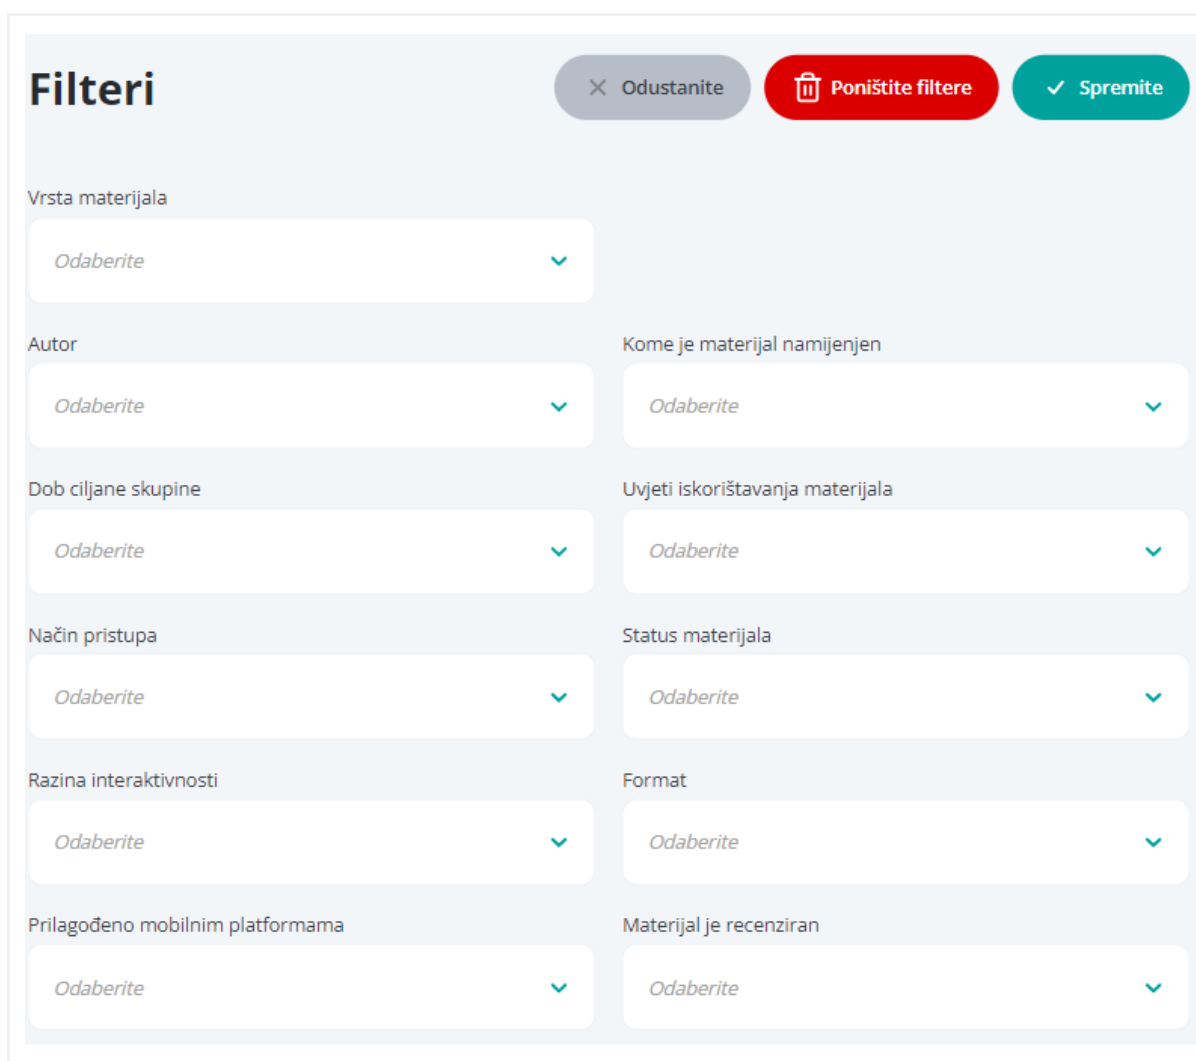 Filteri
Odustanite
Poništite filtere
Spremite
Vrsta materijala
Odaberite
Autor
Kome je materijal namijenjen
Odaberite
Odaberite
Dob ciljane skupine
Uvjeti iskorištavanja materijala
Odaberite
Odaberite
Način pristupa
Status materijala
Odaberite
Odaberite
Razina interaktivnosti
Format
Odaberite
Odaberite
Prilagođeno mobilnim platformama
Materijal je recenziran
Odaberite
Odaberite